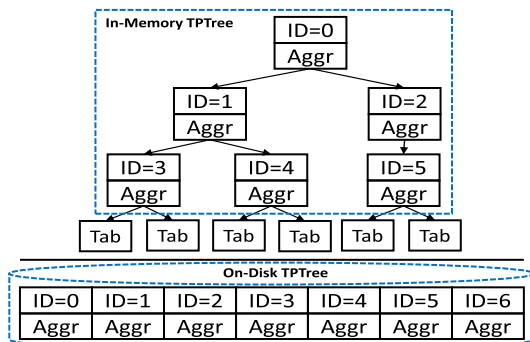 In-Memory TPTree
ID=0
Aggr
ID=1 ID=2
Aggr Aggr
ID=3 ID=4 ID=5
Aggr Aggr Aggr
Tab Tab Tab Tab Tab Tab
On-Disk TPTree
ID=0 ID=1 ID=2 ID=3 ID=4 ID=5 ID=6
Aggr Aggr Aggr Aggr Aggr Aggr Aggr